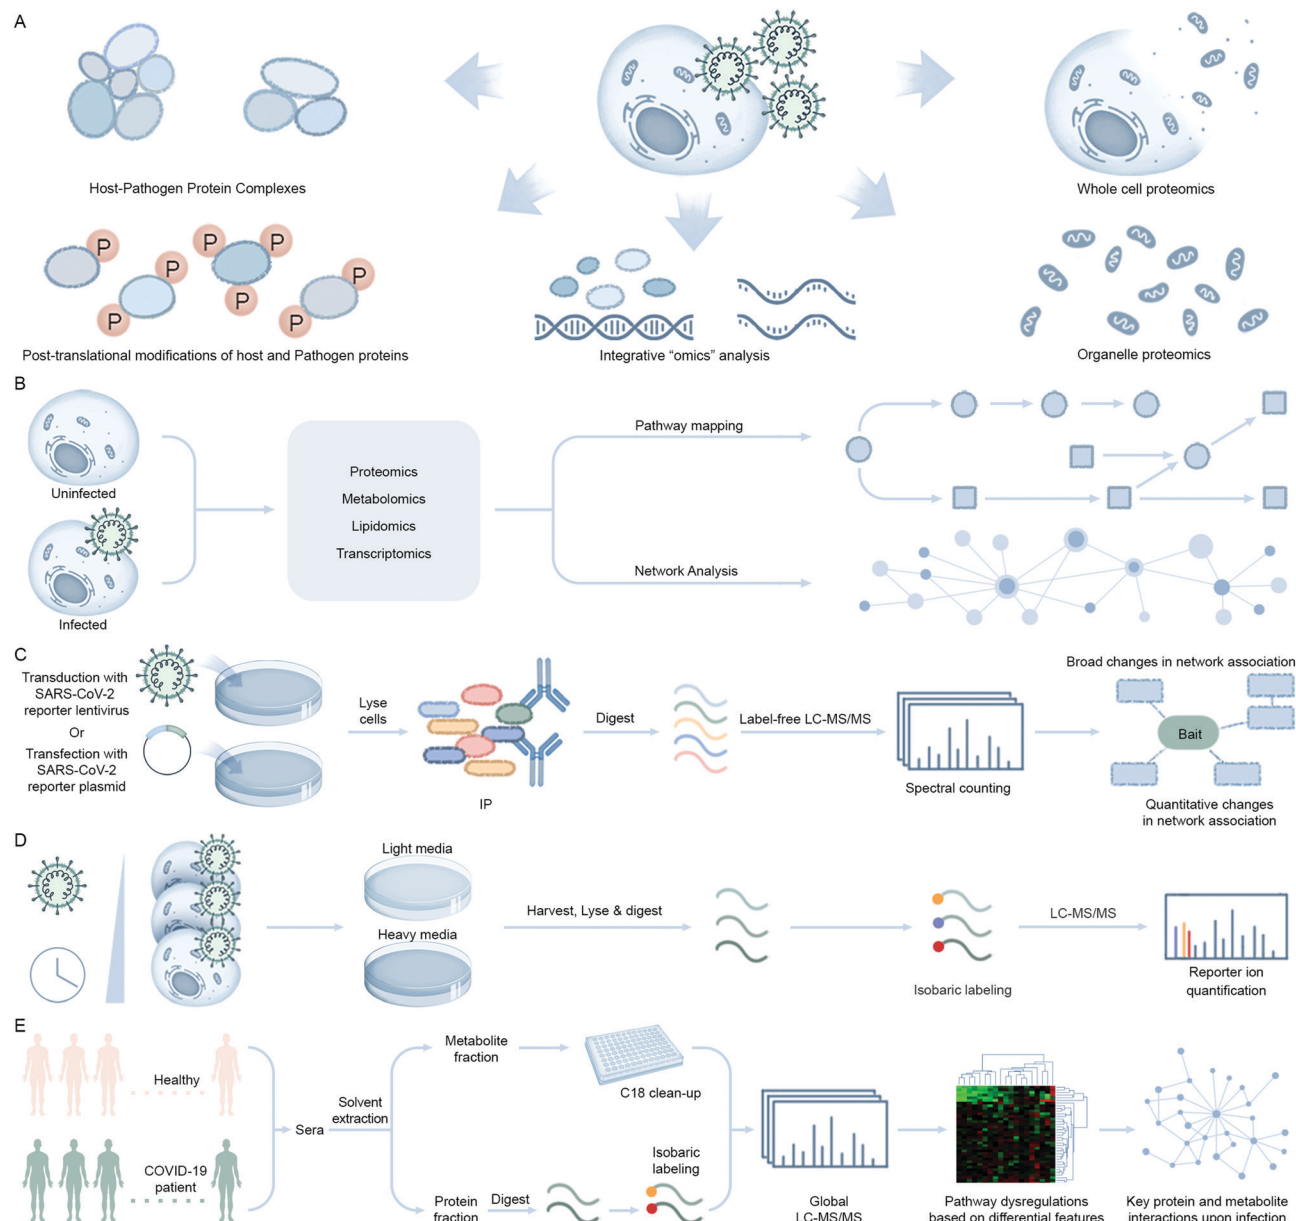 A
Host-Pathogen Protein Complexes
Whole cell proteomics
P
P
P
P
P
P
P
P
Post-translational modifications of host and Pathogen proteins
Integrative “omics” analysis
Organelle proteomics
B
Uninfected
Infected
Proteomics
Metabolomics
Lipidomics
Transcriptomics
Pathway mapping
Network Analysis
C
Transduction with
SARS-CoV-2
reporter lentivirus
Or
Transfection with
SARS-CoV-2
reporter plasmid
Lyse
cells
IP
Digest
Label-free LC-MS/MS
Spectral counting
Broad changes in network association
Bait
Quantitative changes
in network association
D
Light media
Heavy media
Harvest, Lyse & digest
Isobaric labeling
LC-MS/MS
Reporter ion
quantification
E
Healthy
COVID-19
patient
Sera
Solvent
extraction
Metabolite
fraction
C18 clean-up
Protein
fraction
Digest
Isobaric
labeling
Global
LC-MS/MS
Pathway dysregulations
based on differential features
Key protein and metabolite
interactions upon infection